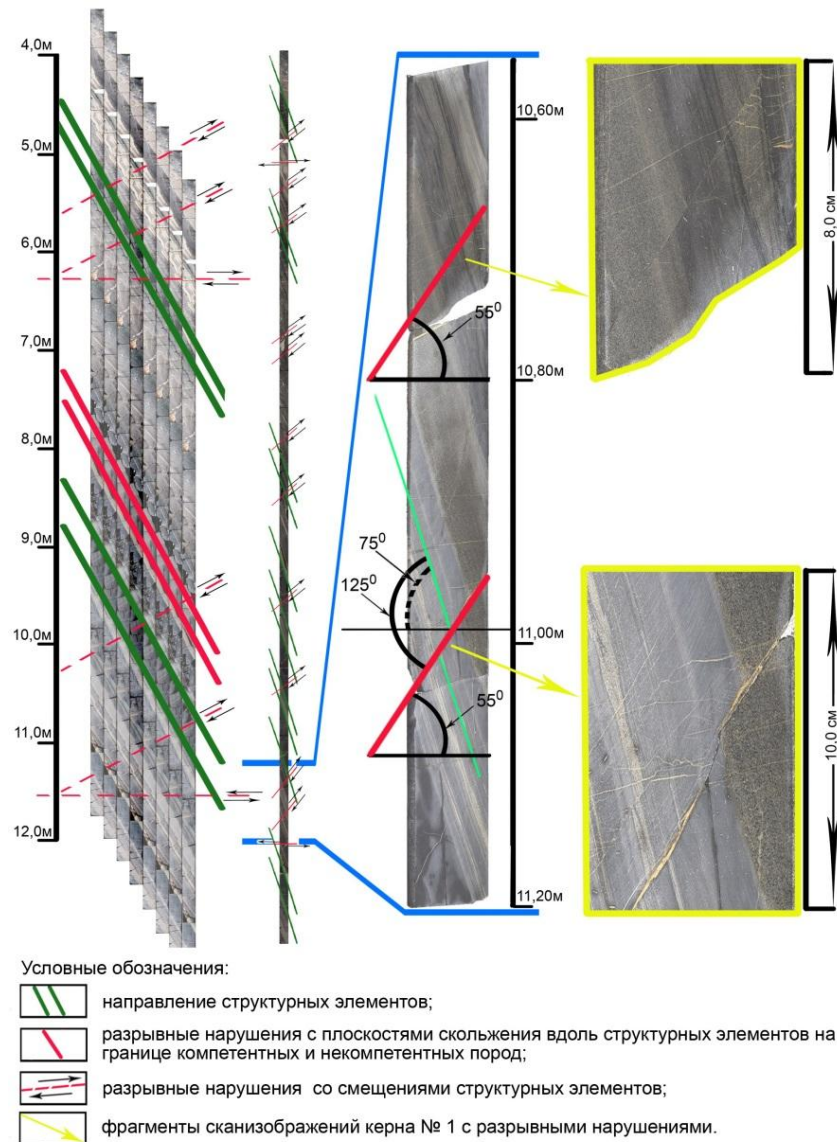 4,0м
5,0м
6,0м
7,0м
8,0м
9,0м
10,0м
11,0м
12,0м
10,60м
55⁰
10,80м
75⁰
125⁰
11,00м
55⁰
11,20м
8,0 см
10,0 см
Условные обозначения:
направление структурных элементов;
разрывные нарушения с плоскостями скольжения вдоль структурных элементов на
границе компетентных и некомпетентных пород;
разрывные нарушения со смещениями структурных элементов;
фрагменты сканизображений керна № 1 с разрывными нарушениями.